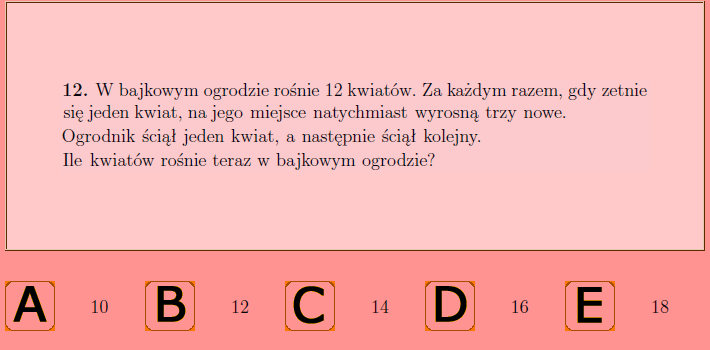 12. W bajkowym ogrodzie rośnie 12 kwiatów. Za każdym razem, gdy zetnie
się jeden kwiat, na jego miejsce natychmiast wyrosną trzy nowe.
Ogrodnik ściął jeden kwiat, a następnie ściął kolejny.
Ile kwiatów rośnie teraz w bajkowym ogrodzie?
A 10 B 12 C 14 D 16 E 18